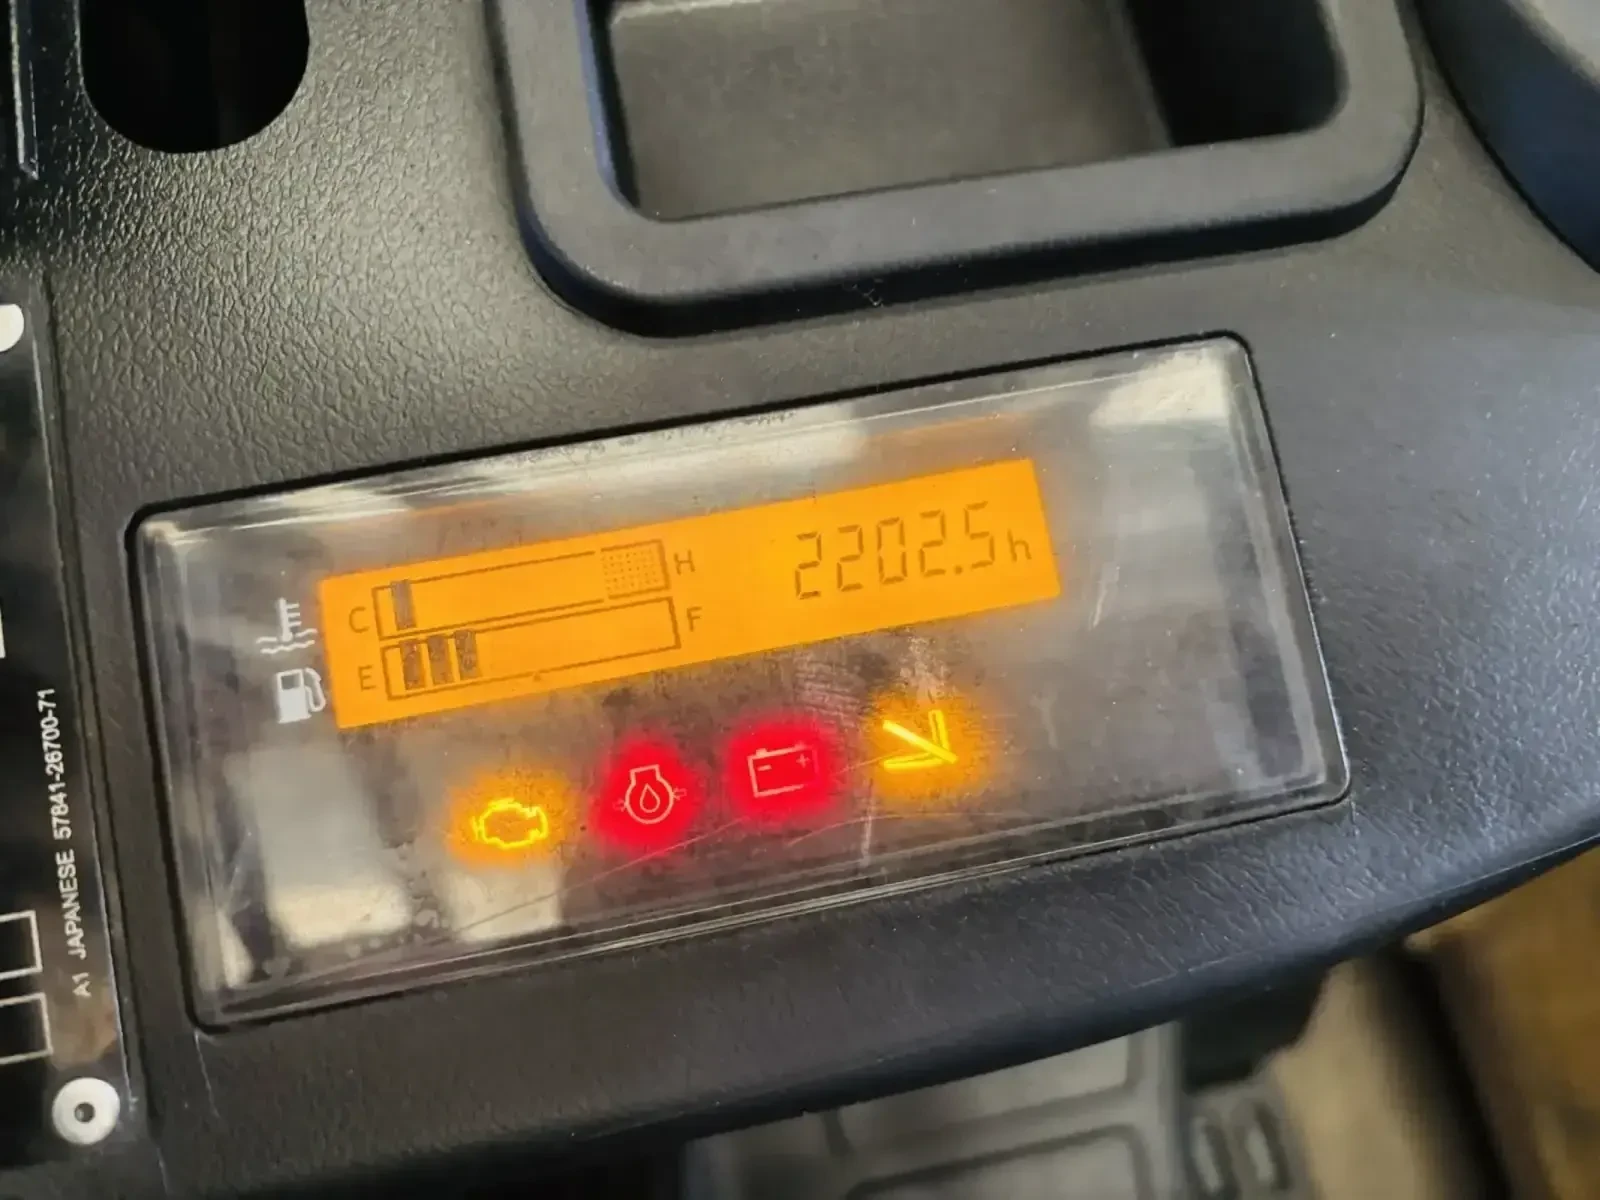 C H 2202.5h
E F
A1 JAPANESE 57841-26700-71